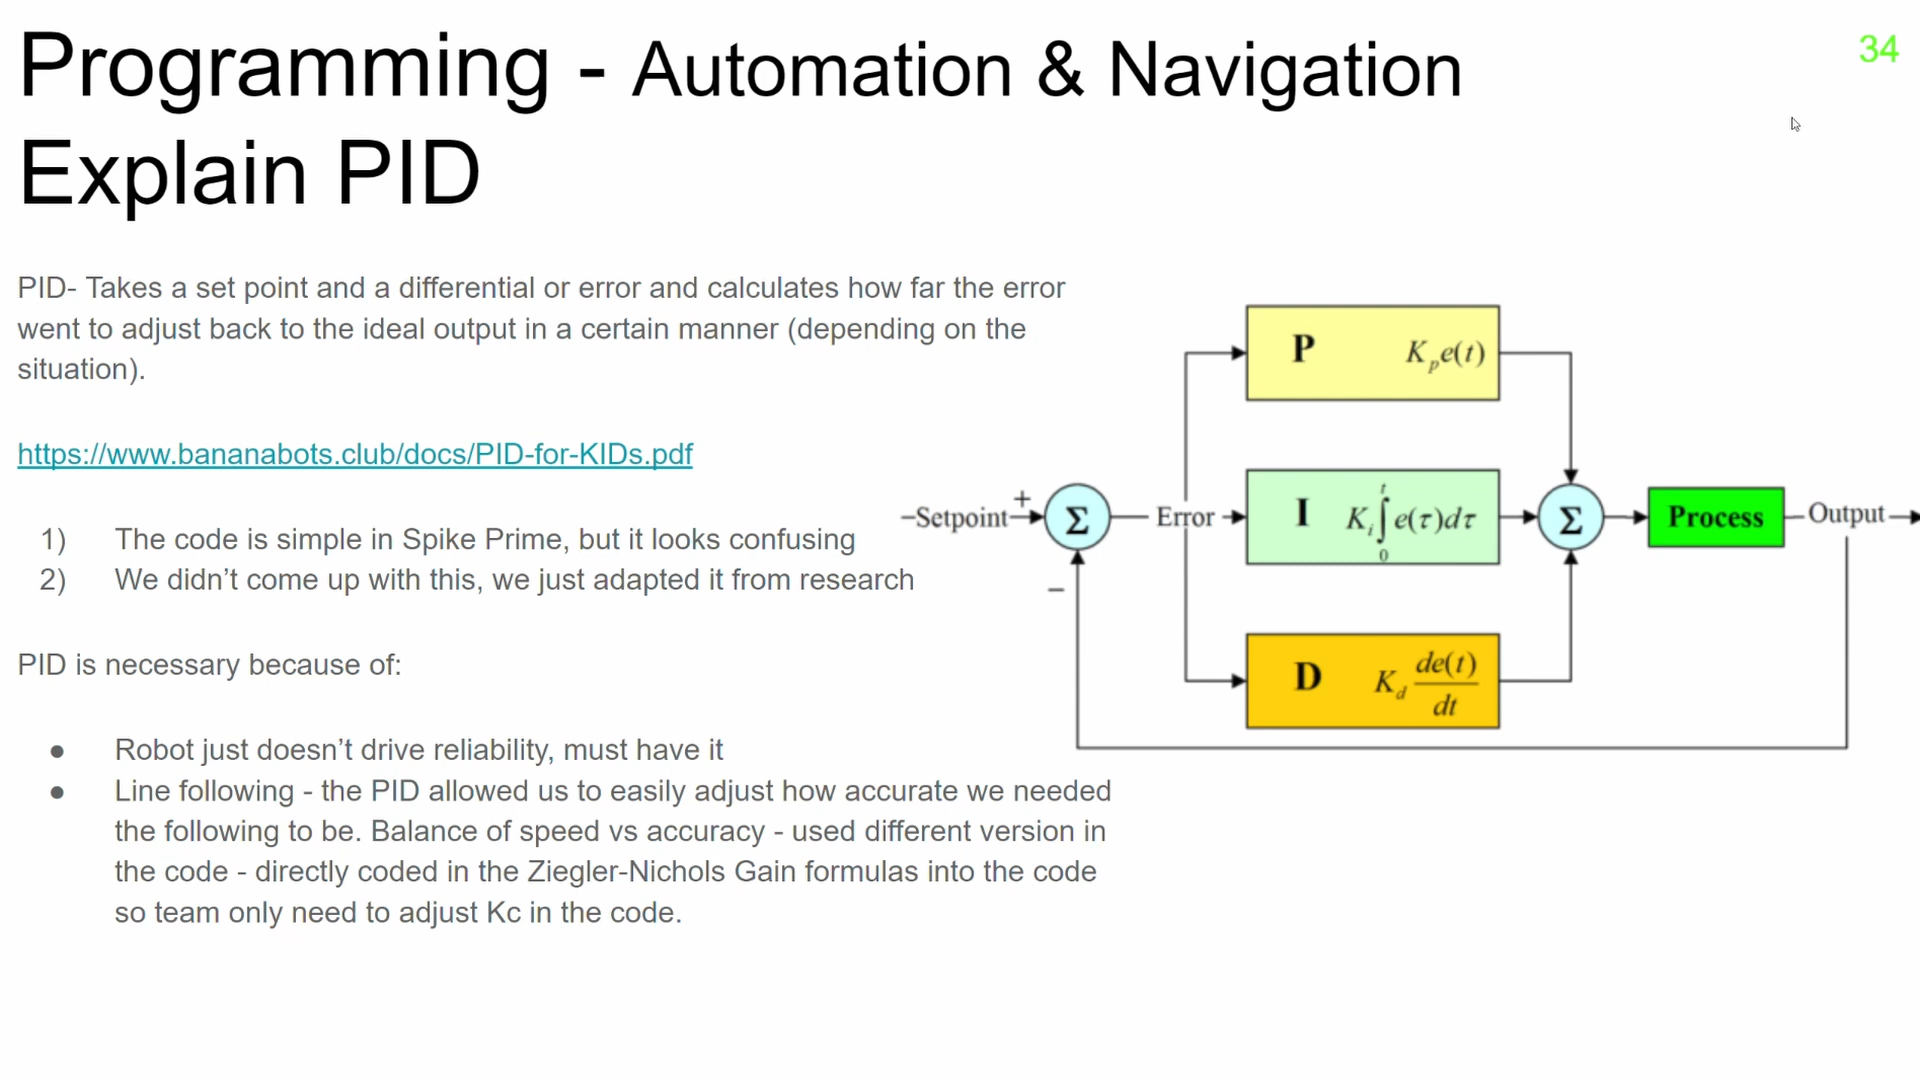 Programming - Automation & Navigation
Explain PID
34
PID- Takes a set point and a differential or error and calculates how far the error
went to adjust back to the ideal output in a certain manner (depending on the
situation).
https://www.bananabots.club/docs/PID-for-KIDs.pdf
1) The code is simple in Spike Prime, but it looks confusing
2) We didn’t come up with this, we just adapted it from research
PID is necessary because of:
● Robot just doesn’t drive reliability, must have it
● Line following - the PID allowed us to easily adjust how accurate we needed
the following to be. Balance of speed vs accuracy - used different version in
the code - directly coded in the Ziegler-Nichols Gain formulas into the code
so team only need to adjust Kc in the code.
Setpoint
+
−
Σ
Error
P K_p e(t)
I K_i ∫_0^t e(τ)dτ
D K_d de(t)/dt
Σ
Process
Output